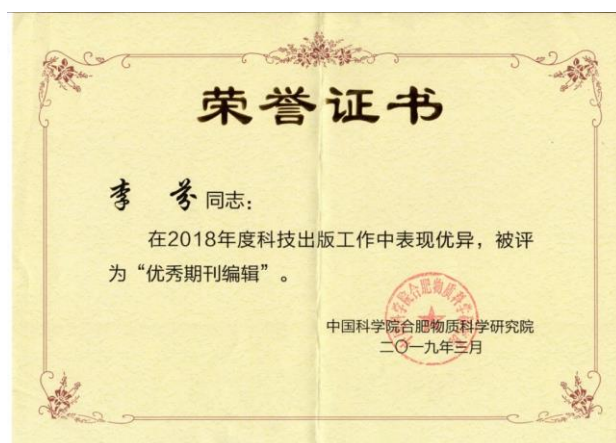 荣誉证书
李 芬 同志：
在2018年度科技出版工作中表现优异，被评
为“优秀期刊编辑”。
中国科学院合肥物质科学研究院
二〇一九年三月